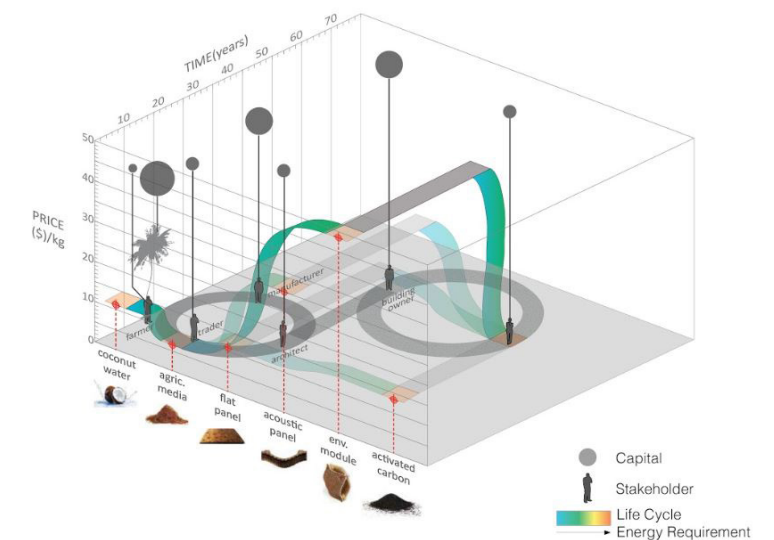 TIME(years)
10
20
30
40
50
60
70
PRICE
($)/kg
50
40
30
20
10
0
farmer
trader
manufacturer
architect
building
owner
coconut
water
agric.
media
flat
panel
acoustic
panel
env.
module
activated
carbon
Capital
Stakeholder
Life Cycle
Energy Requirement